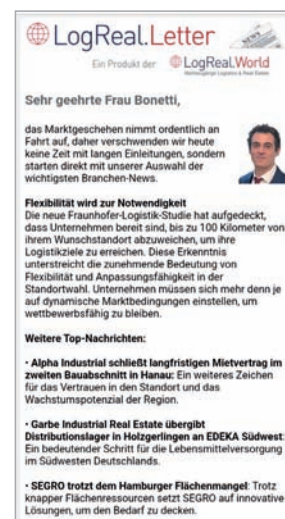 LogReal.Letter
NEWS
Ein Produkt der
LogReal.World
Sehr geehrte Frau Bonetti,
das Marktgeschehen nimmt ordentlich an
Fahrt auf, daher verschwenden wir heute
keine Zeit mit langen Einleitungen, sondern
starten direkt mit unserer Auswahl der
wichtigsten Branchen-News.
Flexibilität wird zur Notwendigkeit
Die neue Fraunhofer-Logistik-Studie hat aufgedeckt,
dass Unternehmen bereit sind, bis zu 100 Kilometer von
ihrem Wunschstandort abzuweichen, um ihre
Logistikziele zu erreichen. Diese Erkenntnis
unterstreicht die zunehmende Bedeutung von
Flexibilität und Anpassungsfähigkeit in der
Standortwahl. Unternehmen müssen sich mehr denn je
auf dynamische Marktbedingungen einstellen, um
wettbewerbsfähig zu bleiben.
Weitere Top-Nachrichten:
• Alpha Industrial schließt langfristigen Mietvertrag im
zweiten Bauabschnitt in Hanau: Ein weiteres Zeichen
für das Vertrauen in den Standort und das
Wachstumspotenzial der Region.
• Garbe Industrial Real Estate übergibt
Distributionslager in Holzgerlingen an EDEKA Südwest:
Ein bedeutender Schritt für die Lebensmittelversorgung
im Südwesten Deutschlands.
• SEGRO trotzt dem Hamburger Flächenmangel: Trotz
knapper Flächenressourcen setzt SEGRO auf innovative
Lösungen, um den Bedarf zu decken.